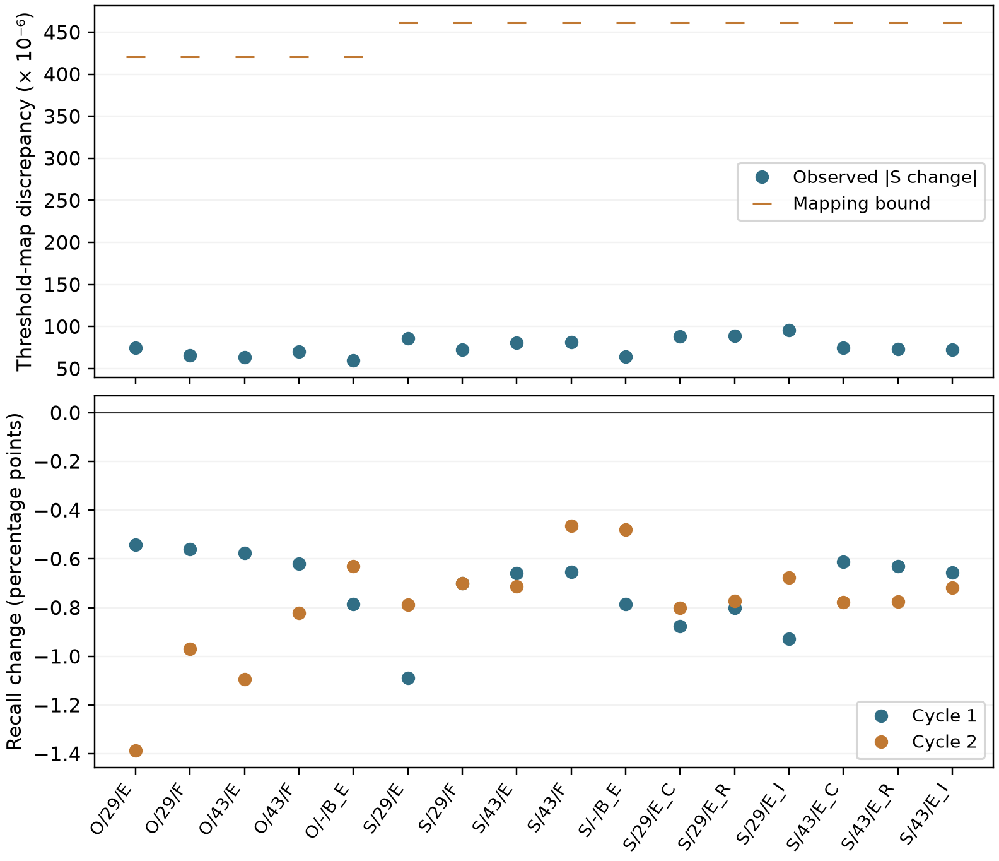 Threshold-map discrepancy (× 10⁻⁶)
450
400
350
300
250
200
150
100
50
Observed |S change|
Mapping bound
Recall change (percentage points)
0.0
−0.2
−0.4
−0.6
−0.8
−1.0
−1.2
−1.4
Cycle 1
Cycle 2
O/29/E
O/29/F
O/43/E
O/43/F
O/-/B_E
S/29/E
S/29/F
S/43/E
S/43/F
S/-/B_E
S/29/E_C
S/29/E_R
S/29/E_I
S/43/E_C
S/43/E_R
S/43/E_I